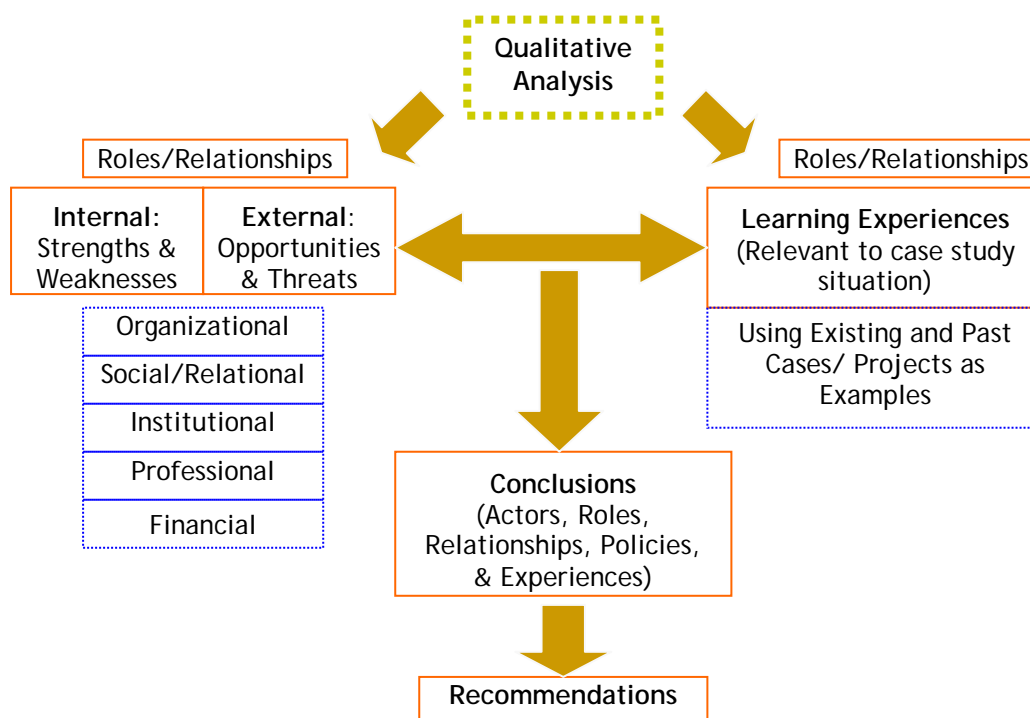 Qualitative
Analysis
Roles/Relationships
Roles/Relationships
Internal:
Strengths &
Weaknesses
External:
Opportunities
& Threats
Learning Experiences
(Relevant to case study
situation)
Organizational
Social/Relational
Institutional
Professional
Financial
Using Existing and Past
Cases/ Projects as
Examples
Conclusions
(Actors, Roles,
Relationships, Policies,
& Experiences)
Recommendations